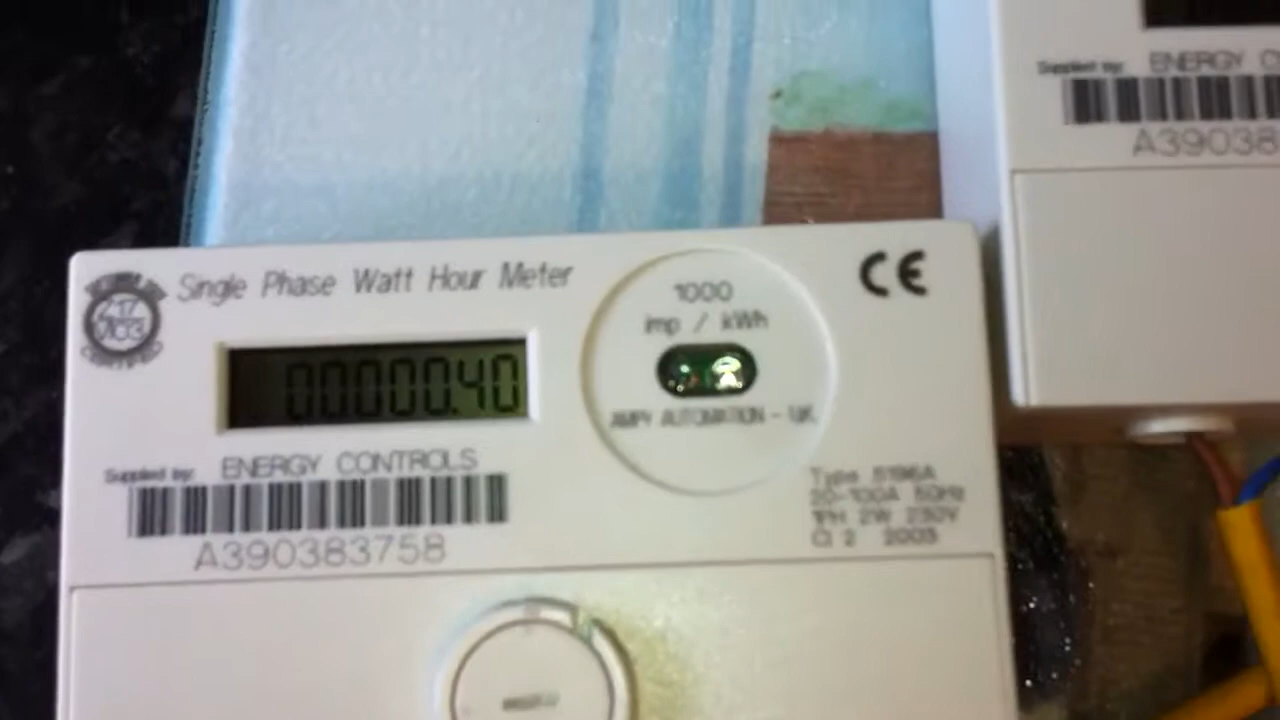 Single Phase Watt Hour Meter
00000.40
Supplied by: ENERGY CONTROLS
A390383758
1000
imp / kWh
AMPY AUTOMATION - UK
CE
Type 5196A
20-100A 50Hz
1PH 2W 230V
Cl 2 2003
Supplied by: ENERGY
A39038